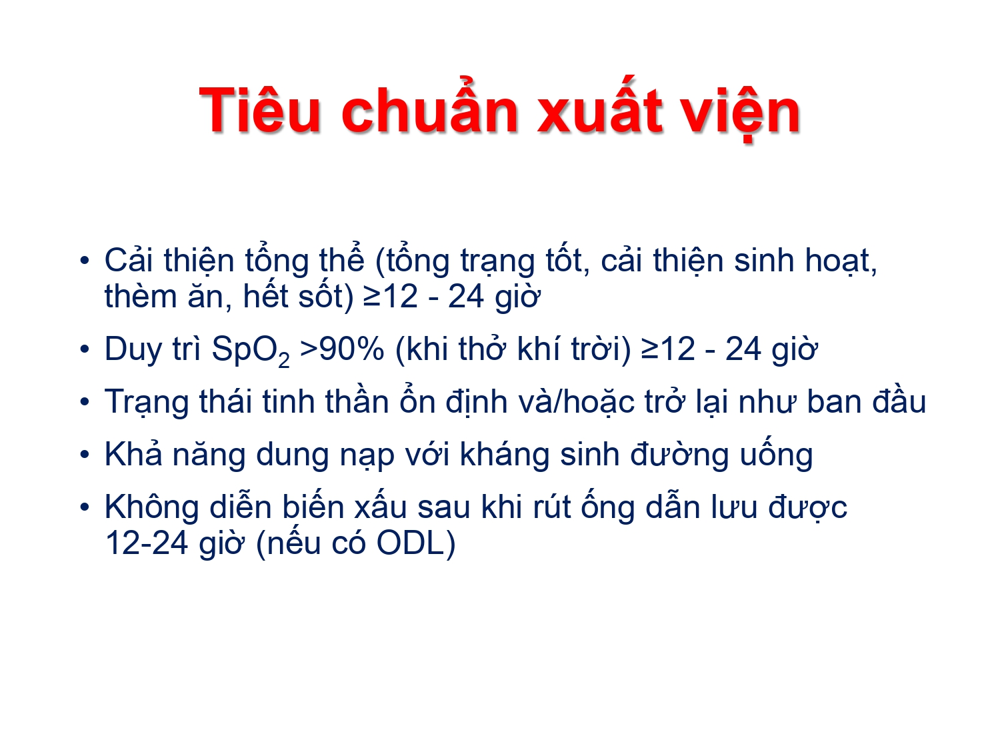 Tiêu chuẩn xuất viện
• Cải thiện tổng thể (tổng trạng tốt, cải thiện sinh hoạt,
thèm ăn, hết sốt) ≥12 - 24 giờ
• Duy trì SpO₂ >90% (khi thở khí trời) ≥12 - 24 giờ
• Trạng thái tinh thần ổn định và/hoặc trở lại như ban đầu
• Khả năng dung nạp với kháng sinh đường uống
• Không diễn biến xấu sau khi rút ống dẫn lưu được
12-24 giờ (nếu có ODL)